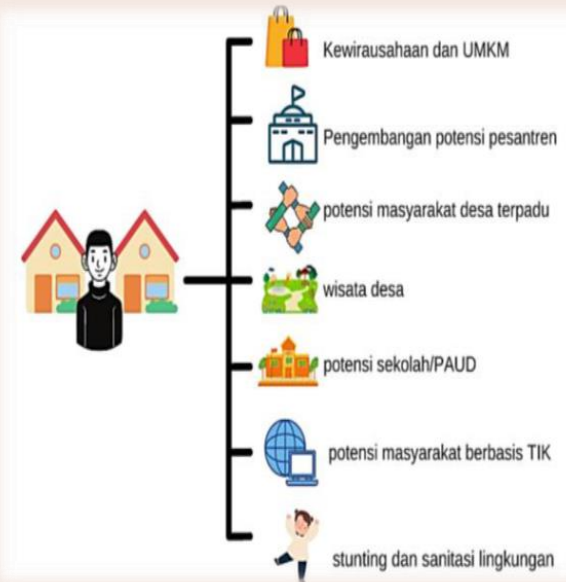 Kewirausahaan dan UMKM
Pengembangan potensi pesantren
potensi masyarakat desa terpadu
wisata desa
potensi sekolah/PAUD
potensi masyarakat berbasis TIK
stunting dan sanitasi lingkungan